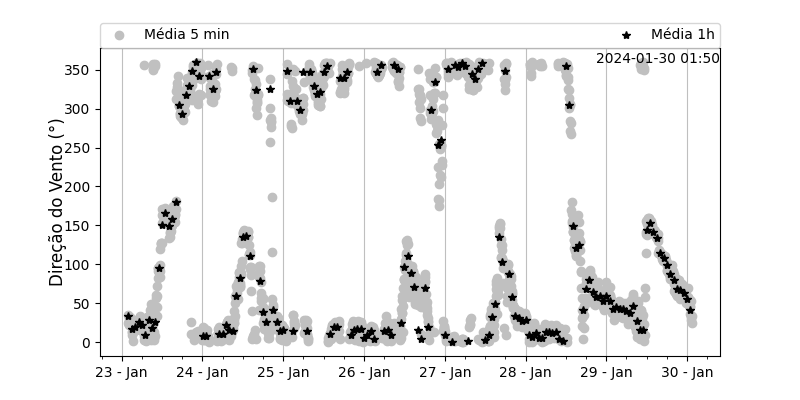 Média 5 min
Média 1h
2024-01-30 01:50
Direção do Vento (°)
350
300
250
200
150
100
50
0
23 - Jan
24 - Jan
25 - Jan
26 - Jan
27 - Jan
28 - Jan
29 - Jan
30 - Jan